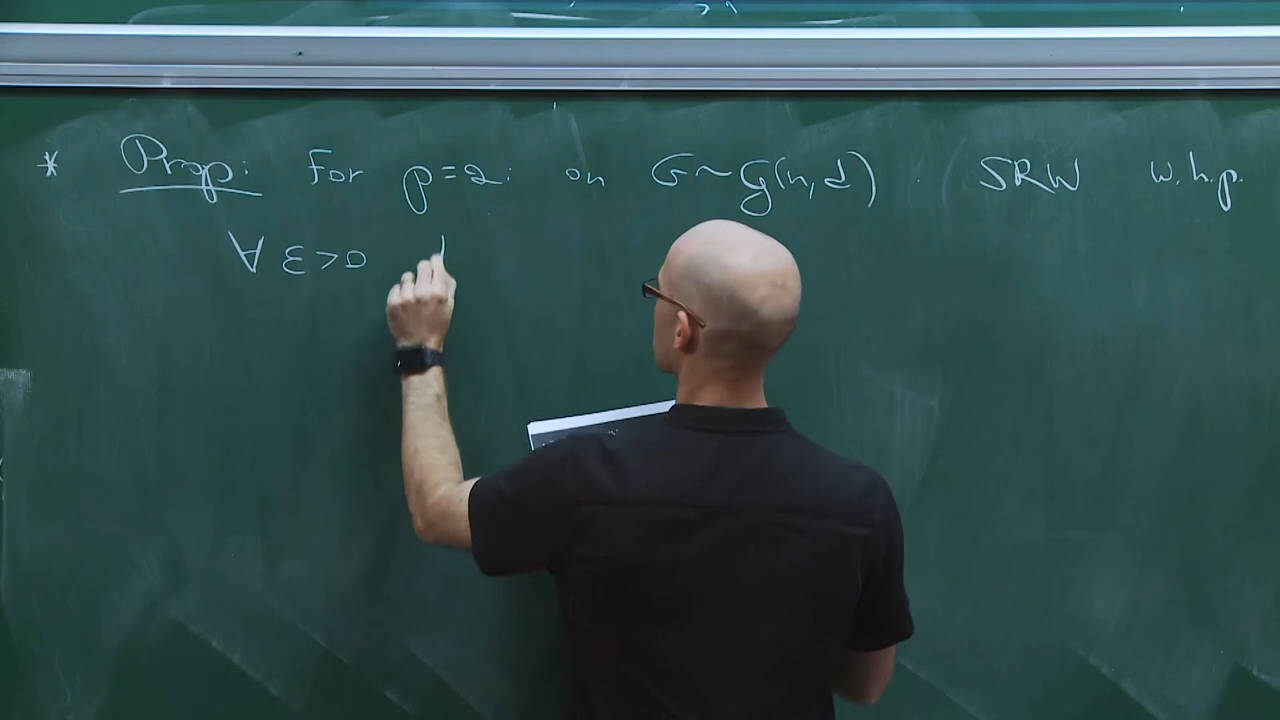 * Prop: For p=2: on G~G(n,d) : SRW w.h.p.
∀ ε>0